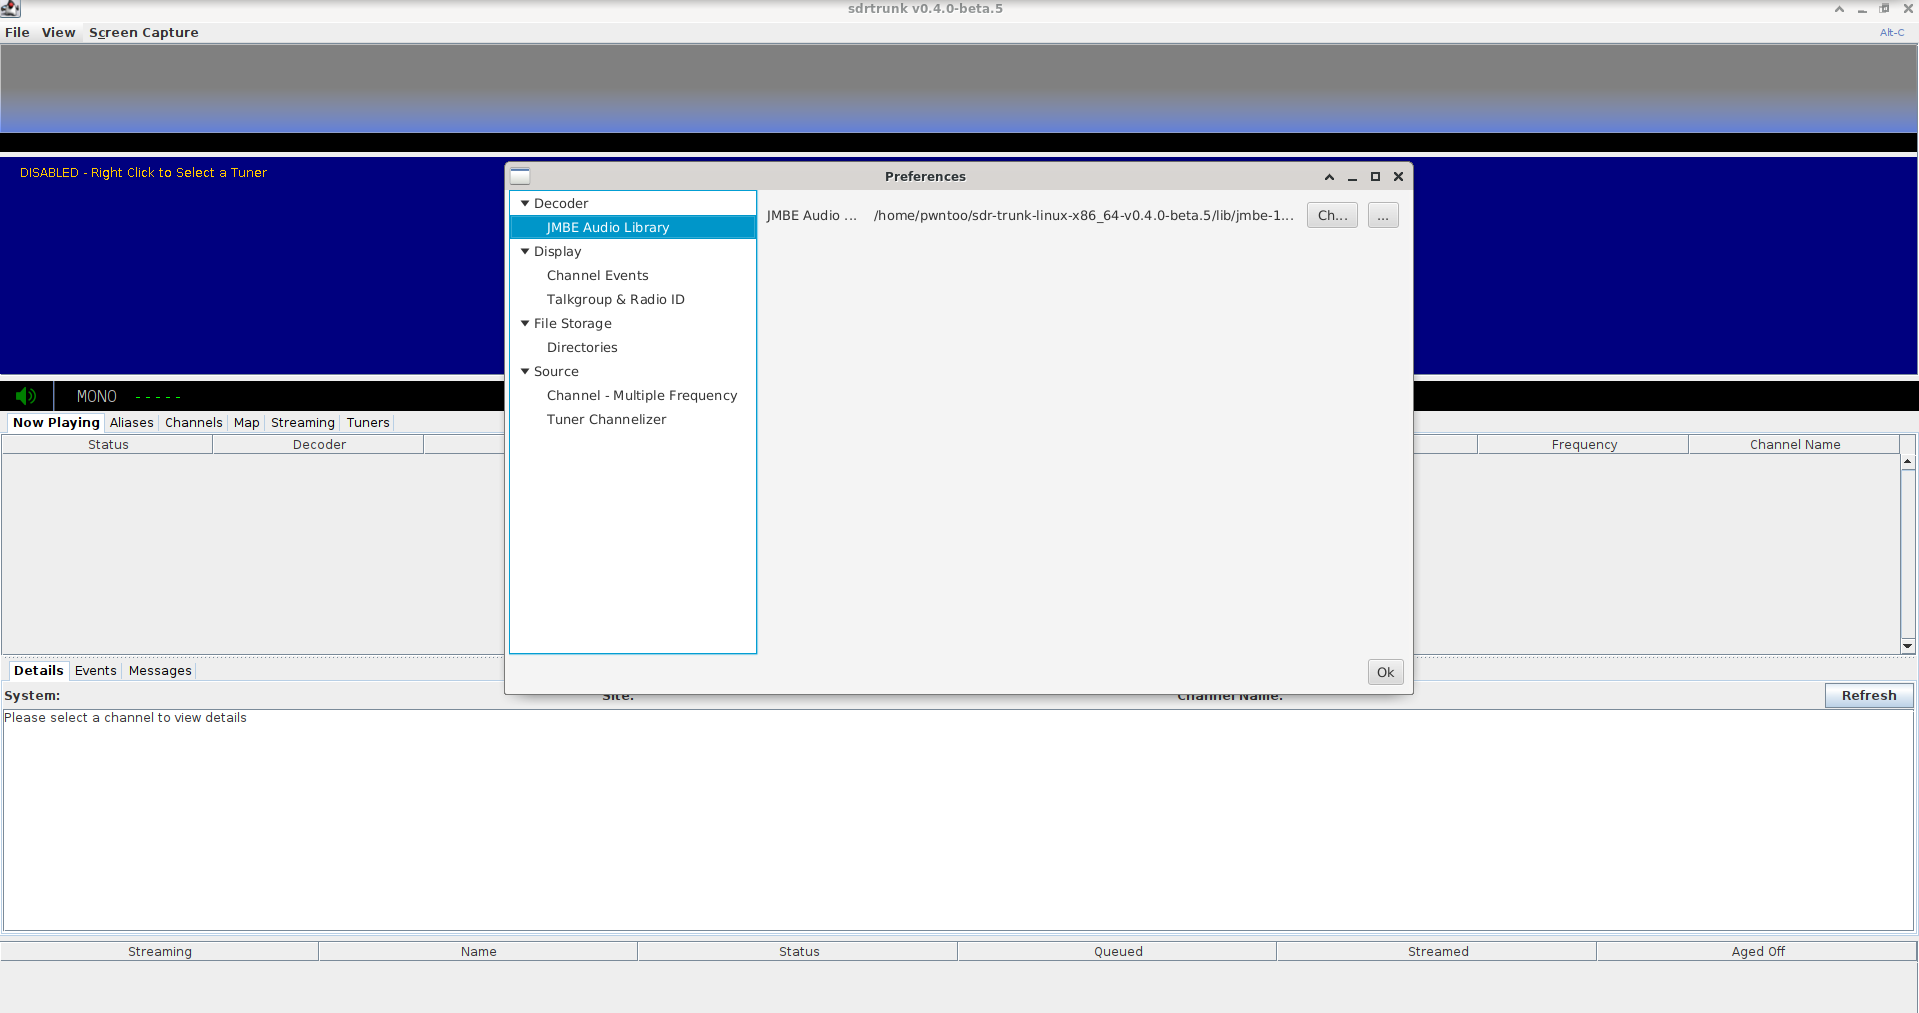 sdrtrunk v0.4.0-beta.5
File View Screen Capture
Alt-C
DISABLED - Right Click to Select a Tuner
Preferences
Decoder
JMBE Audio Library
Display
Channel Events
Talkgroup & Radio ID
File Storage
Directories
Source
Channel - Multiple Frequency
Tuner Channelizer
JMBE Audio ... /home/pwntoo/sdr-trunk-linux-x86_64-v0.4.0-beta.5/lib/jmbe-1... Ch... ...
Ok
MONO -----
Now Playing Aliases Channels Map Streaming Tuners
Status Decoder Frequency Channel Name
Details Events Messages
System: Site: Channel Name: Refresh
Please select a channel to view details
Streaming Name Status Queued Streamed Aged Off